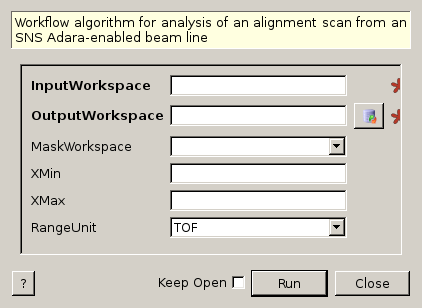 Workflow algorithm for analysis of an alignment scan from an
SNS Adara-enabled beam line
InputWorkspace
OutputWorkspace
MaskWorkspace
XMin
XMax
RangeUnit TOF
? Keep Open Run Close